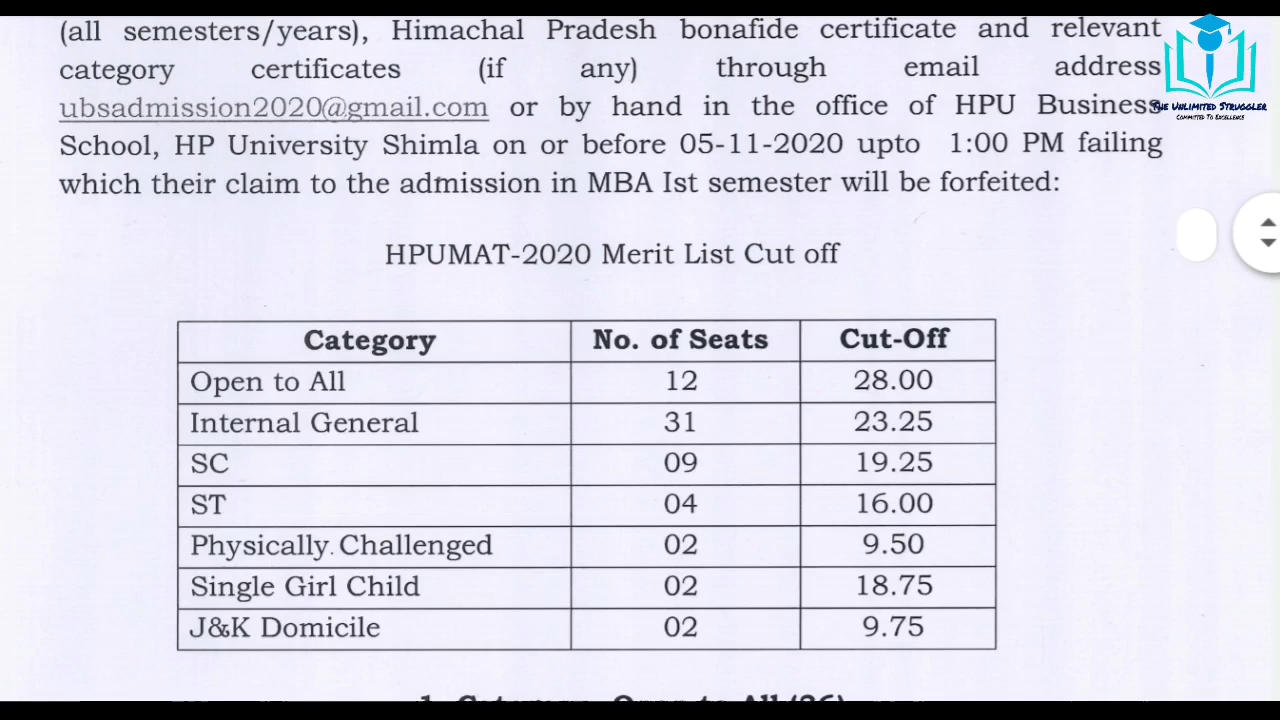 (all semesters/years), Himachal Pradesh bonafide certificate and relevant
category certificates (if any) through email address
ubsadmission2020@gmail.com or by hand in the office of HPU Business
School, HP University Shimla on or before 05-11-2020 upto 1:00 PM failing
which their claim to the admission in MBA Ist semester will be forfeited:
THE UNLIMITED STRUGGLER
COMMITTED TO EXCELLENCE
HPUMAT-2020 Merit List Cut off
Category No. of Seats Cut-Off
Open to All 12 28.00
Internal General 31 23.25
SC 09 19.25
ST 04 16.00
Physically Challenged 02 9.50
Single Girl Child 02 18.75
J&K Domicile 02 9.75